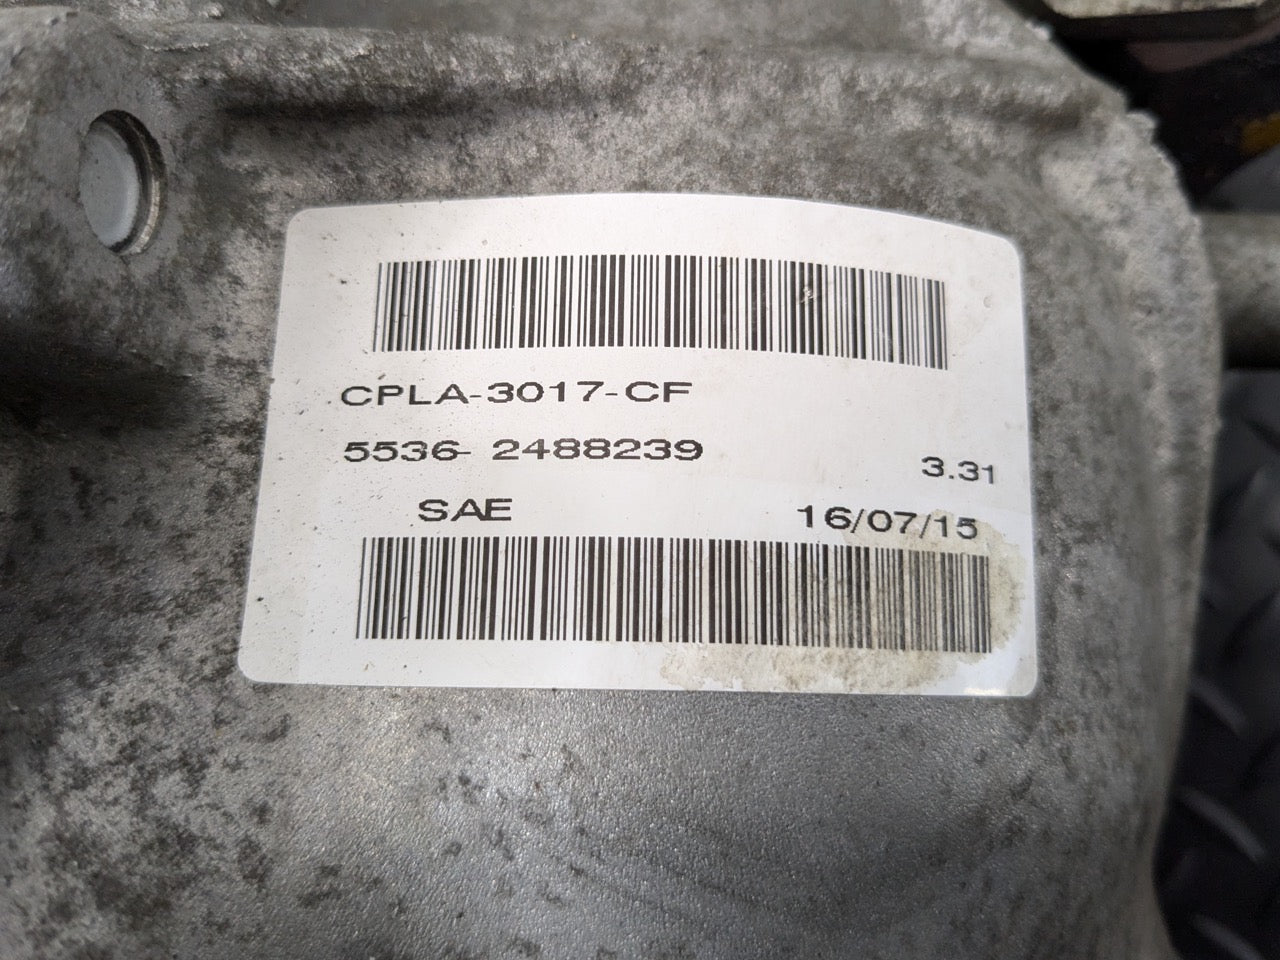 CPLA-3017-CF
5536- 2488239
3.31
SAE 16/07/15